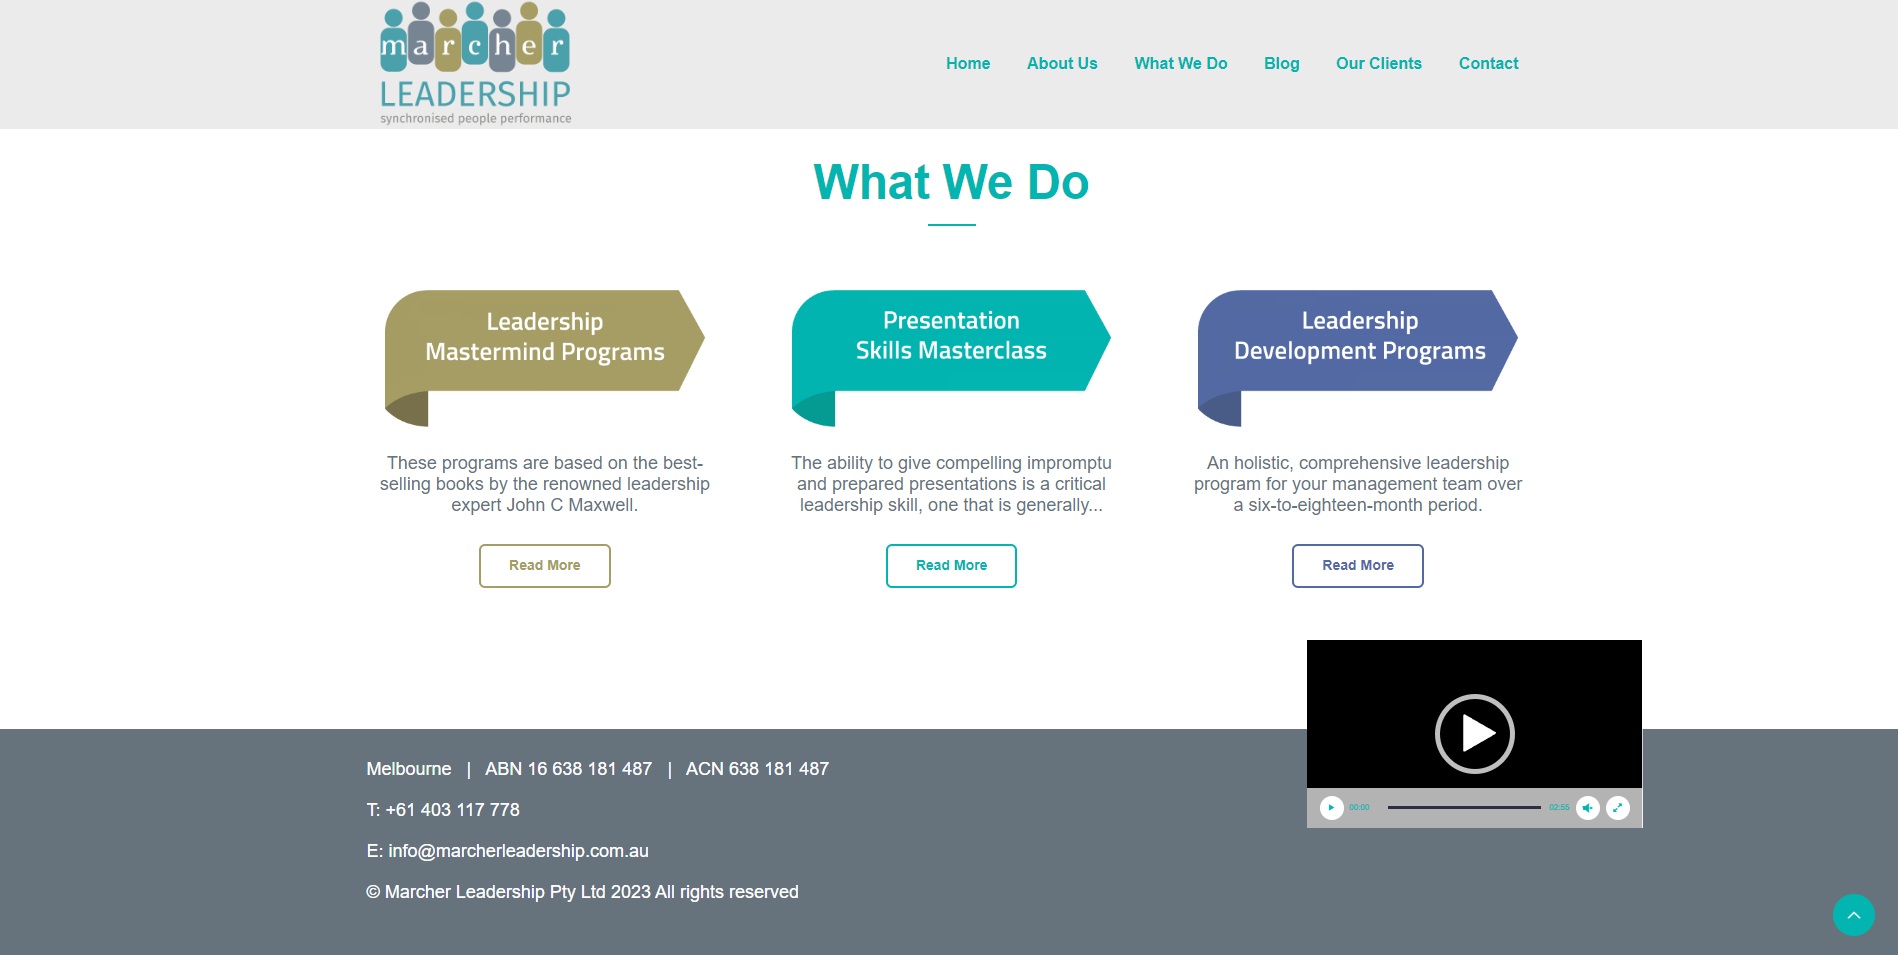 marcher
LEADERSHIP
synchronised people performance
Home About Us What We Do Blog Our Clients Contact
What We Do
Leadership
Mastermind Programs
These programs are based on the best-
selling books by the renowned leadership
expert John C Maxwell.
Read More
Presentation
Skills Masterclass
The ability to give compelling impromptu
and prepared presentations is a critical
leadership skill, one that is generally...
Read More
Leadership
Development Programs
An holistic, comprehensive leadership
program for your management team over
a six-to-eighteen-month period.
Read More
00:00 02:55
Melbourne | ABN 16 638 181 487 | ACN 638 181 487
T: +61 403 117 778
E: info@marcherleadership.com.au
© Marcher Leadership Pty Ltd 2023 All rights reserved